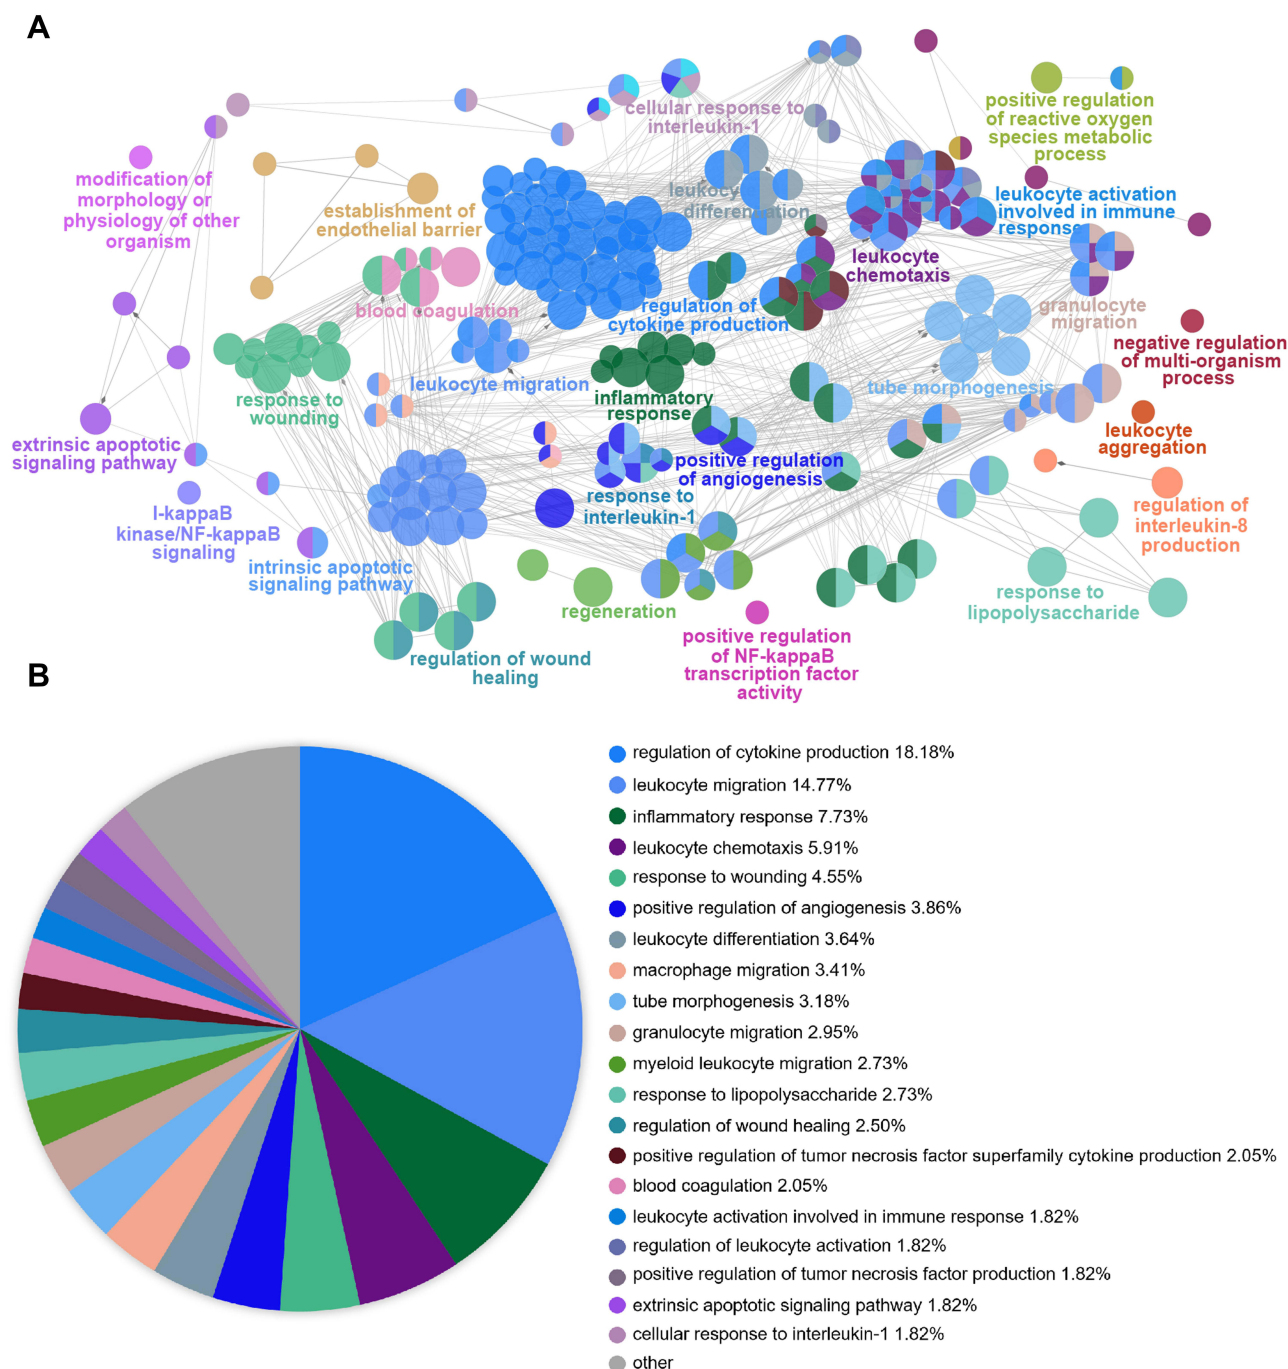 A
cellular response to
interleukin-1
positive regulation
of reactive oxygen
species metabolic
process
modification of
morphology or
physiology of other
organism
establishment of
endothelial barrier
leukocyte
differentiation
leukocyte activation
involved in immune
response
leukocyte
chemotaxis
blood coagulation
regulation of
cytokine production
granulocyte
migration
negative regulation
of multi-organism
process
leukocyte migration
inflammatory
response
tube morphogenesis
response to
wounding
leukocyte
aggregation
extrinsic apoptotic
signaling pathway
positive regulation
of angiogenesis
response to
interleukin-1
I-kappaB
kinase/NF-kappaB
signaling
regulation of
interleukin-8
production
intrinsic apoptotic
signaling pathway
regeneration
response to
lipopolysaccharide
positive regulation
of NF-kappaB
transcription factor
activity
regulation of wound
healing
B
regulation of cytokine production 18.18%
leukocyte migration 14.77%
inflammatory response 7.73%
leukocyte chemotaxis 5.91%
response to wounding 4.55%
positive regulation of angiogenesis 3.86%
leukocyte differentiation 3.64%
macrophage migration 3.41%
tube morphogenesis 3.18%
granulocyte migration 2.95%
myeloid leukocyte migration 2.73%
response to lipopolysaccharide 2.73%
regulation of wound healing 2.50%
positive regulation of tumor necrosis factor superfamily cytokine production 2.05%
blood coagulation 2.05%
leukocyte activation involved in immune response 1.82%
regulation of leukocyte activation 1.82%
positive regulation of tumor necrosis factor production 1.82%
extrinsic apoptotic signaling pathway 1.82%
cellular response to interleukin-1 1.82%
other